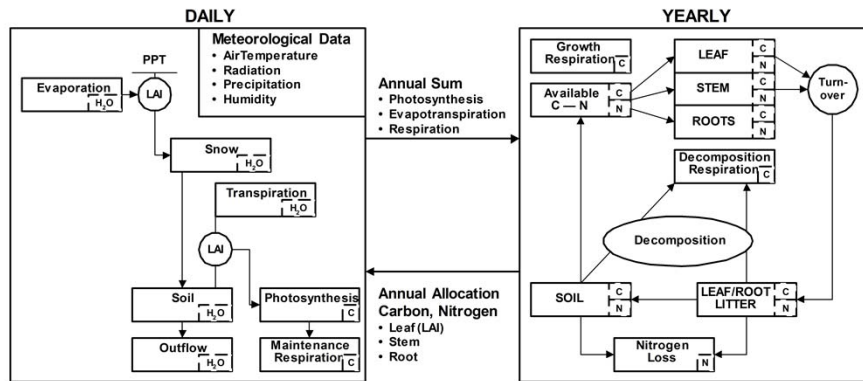 DAILY
Meteorological Data
• AirTemperature
• Radiation
• Precipitation
• Humidity
PPT
Evaporation
H2O
LAI
Snow
H2O
Transpiration
H2O
LAI
Soil
H2O
Photosynthesis
C
Outflow
H2O
Maintenance
Respiration
C
Annual Sum
• Photosynthesis
• Evapotranspiration
• Respiration
Annual Allocation
Carbon, Nitrogen
• Leaf (LAI)
• Stem
• Root
YEARLY
Growth
Respiration
C
Available
C — N
C
N
LEAF
C
N
STEM
C
N
ROOTS
C
N
Turn-
over
Decomposition
Respiration
C
Decomposition
SOIL
C
N
LEAF/ROOT
LITTER
C
N
Nitrogen
Loss
N